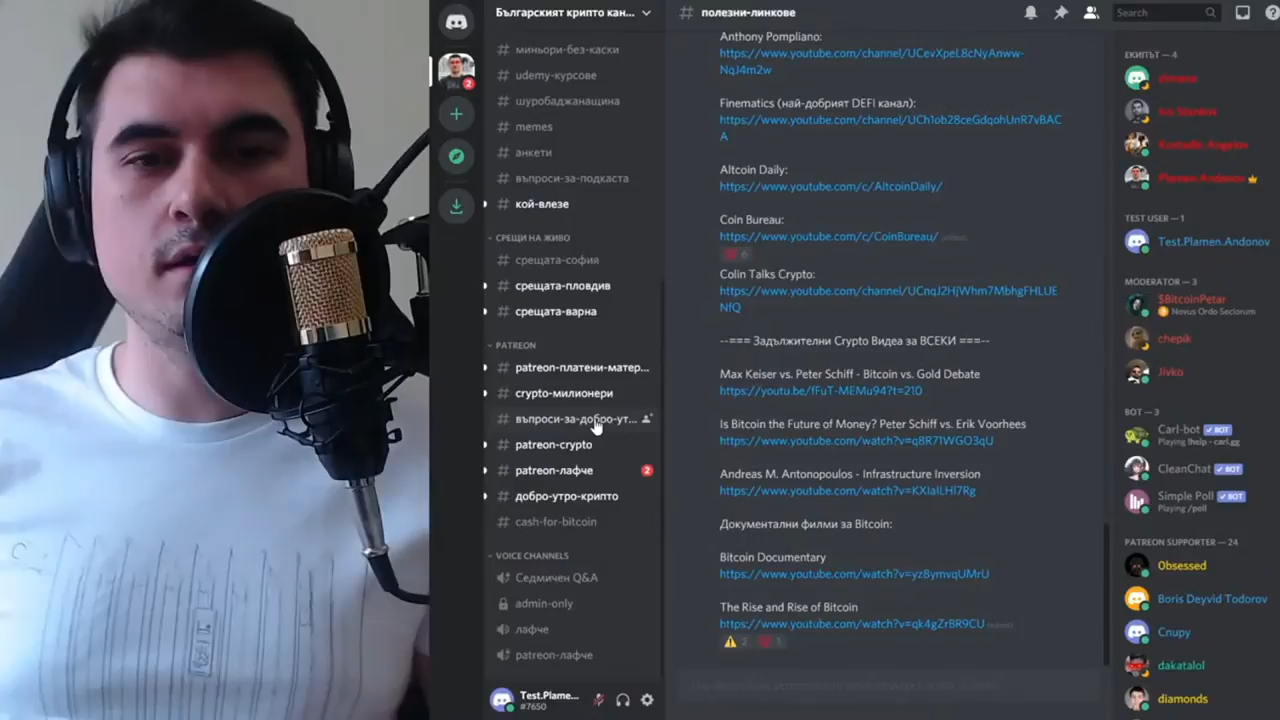 Българският крипто кан...
# миньори-без-каски
# udemy-курсове
# шуробаджанащина
# memes
# анкети
# въпроси-за-подкаста
# кой-влезе
СРЕЩИ НА ЖИВО
# срещата-софия
# срещата-пловдив
# срещата-варна
PATREON
# patreon-платени-матер...
# crypto-милионери
# въпроси-за-добро-ут...
# patreon-crypto
# patreon-лафче 2
# добро-утро-крипто
# cash-for-bitcoin
VOICE CHANNELS
Седмичен Q&A
admin-only
лафче
patreon-лафче
Test.Plame...
#7650
2
# полезни-линкове
Search
Anthony Pompliano:
https://www.youtube.com/channel/UCevXpeL8cNyAnww-
NqJ4m2w
Finematics (най-добрият DEFI канал):
https://www.youtube.com/channel/UCh1ob28ceGdqohUnR7vBAC
A
Altcoin Daily:
https://www.youtube.com/c/AltcoinDaily/
Coin Bureau:
https://www.youtube.com/c/CoinBureau/
6
Colin Talks Crypto:
https://www.youtube.com/channel/UCnqJ2HjWhm7MbhgFHLUE
NfQ
--=== Задължителни Crypto Видеа за ВСЕКИ ===--
Max Keiser vs. Peter Schiff - Bitcoin vs. Gold Debate
https://youtu.be/fFuT-MEMu94?t=210
Is Bitcoin the Future of Money? Peter Schiff vs. Erik Voorhees
https://www.youtube.com/watch?v=q8R71WGO3qU
Andreas M. Antonopoulos - Infrastructure Inversion
https://www.youtube.com/watch?v=KXIaILHl7Rg
Документални филми за Bitcoin:
Bitcoin Documentary
https://www.youtube.com/watch?v=yzBymvqUMrU
The Rise and Rise of Bitcoin
https://www.youtube.com/watch?v=qk4gZrBR9CU
2 1
ЕКИПЪТ — 4
Plamen.Andonov
TEST USER — 1
Test.Plamen.Andonov
MODERATOR — 3
$BitcoinPetar
Novus Ordo Seclorum
chepik
Jivko
БОТ — 3
Carl-bot BOT
Playing !help - carl.gg
CleanChat BOT
Simple Poll BOT
Playing /poll
PATREON SUPPORTER — 24
Obsessed
Boris Deyvid Todorov
Cnupy
dakatalol
diamonds